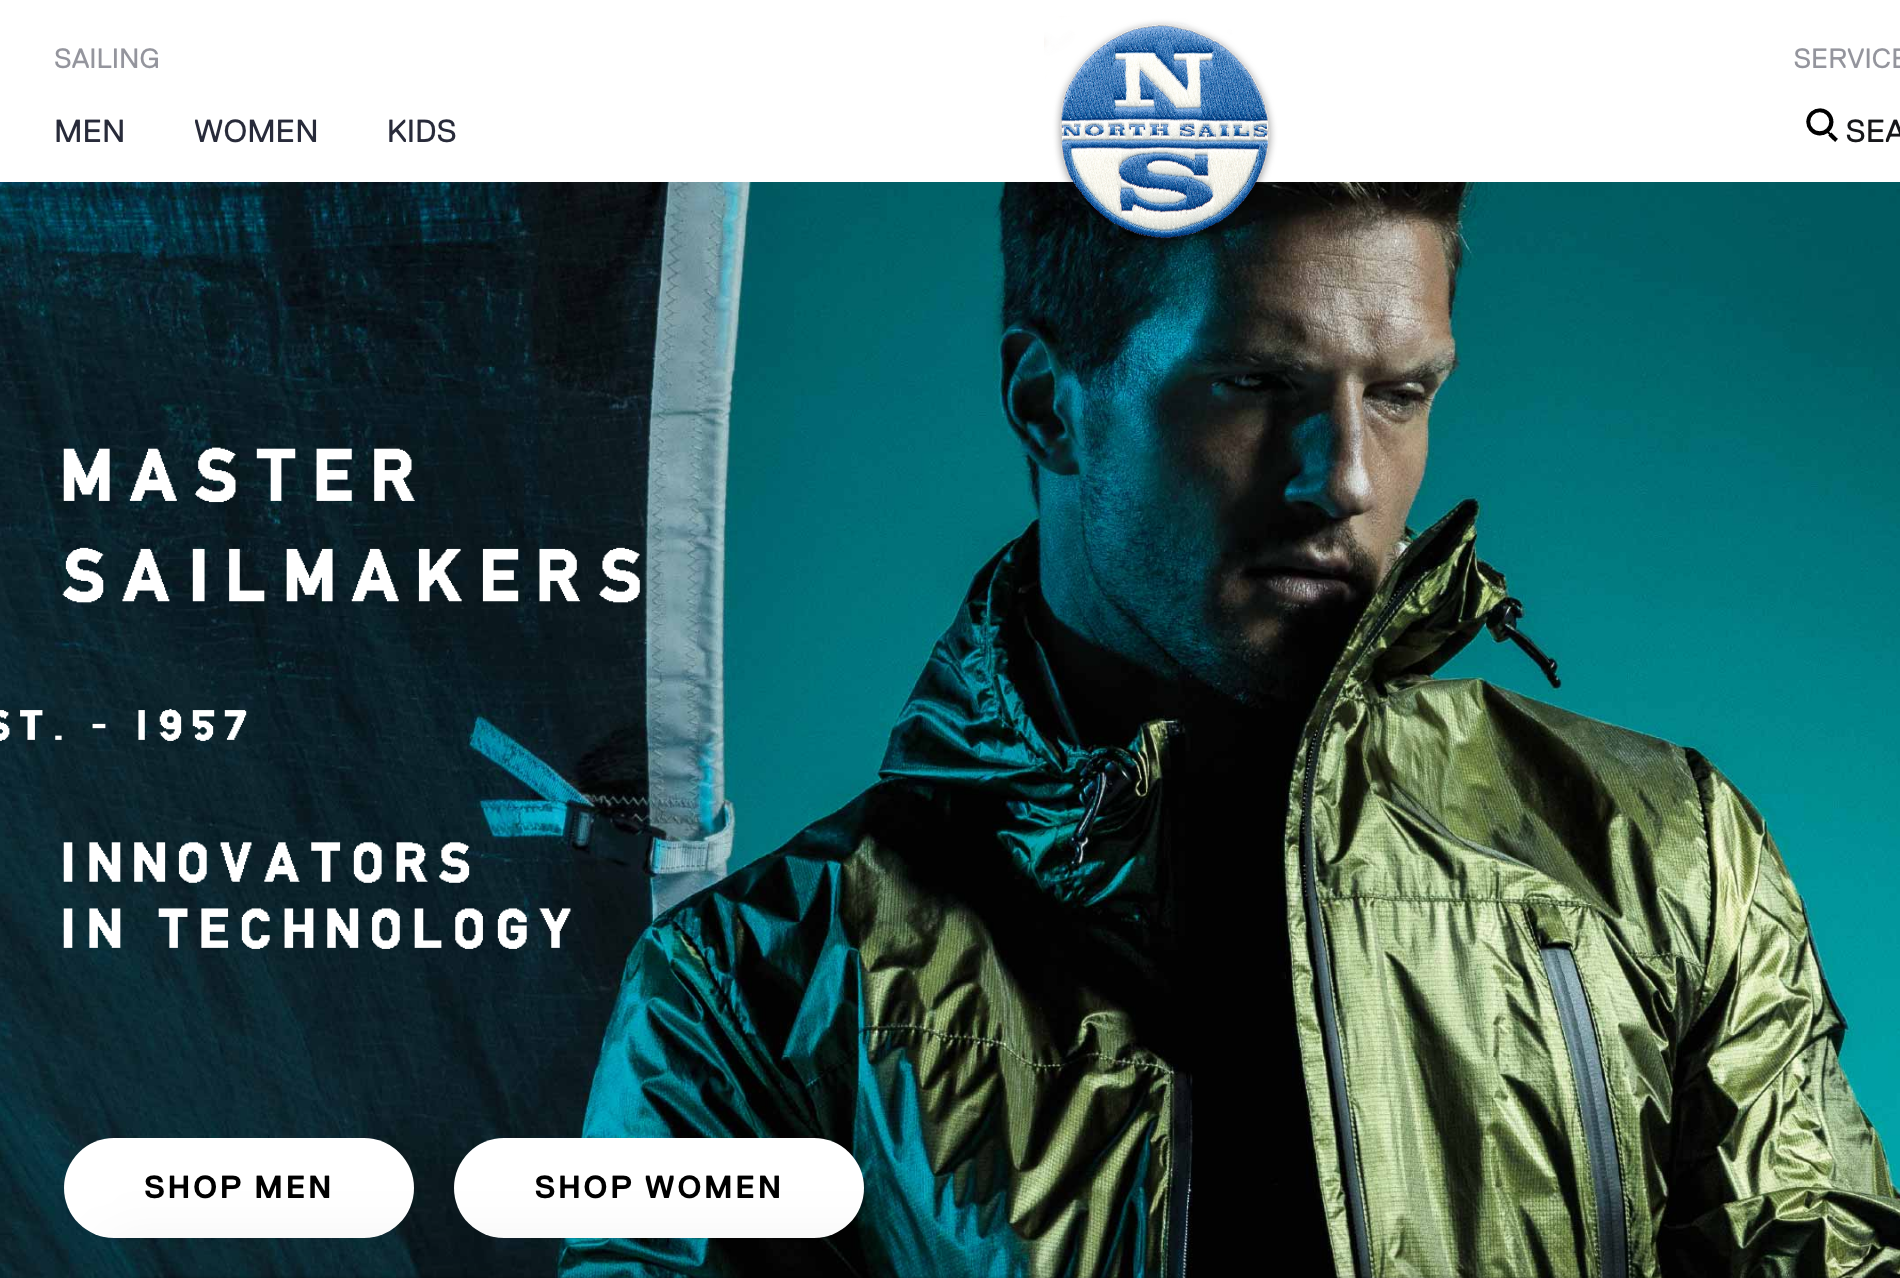 SAILING
SERVICE
MEN
WOMEN
KIDS
SEA
N
NORTH SAILS
S
MASTER
SAILMAKERS
ST. - 1957
INNOVATORS
IN TECHNOLOGY
SHOP MEN
SHOP WOMEN